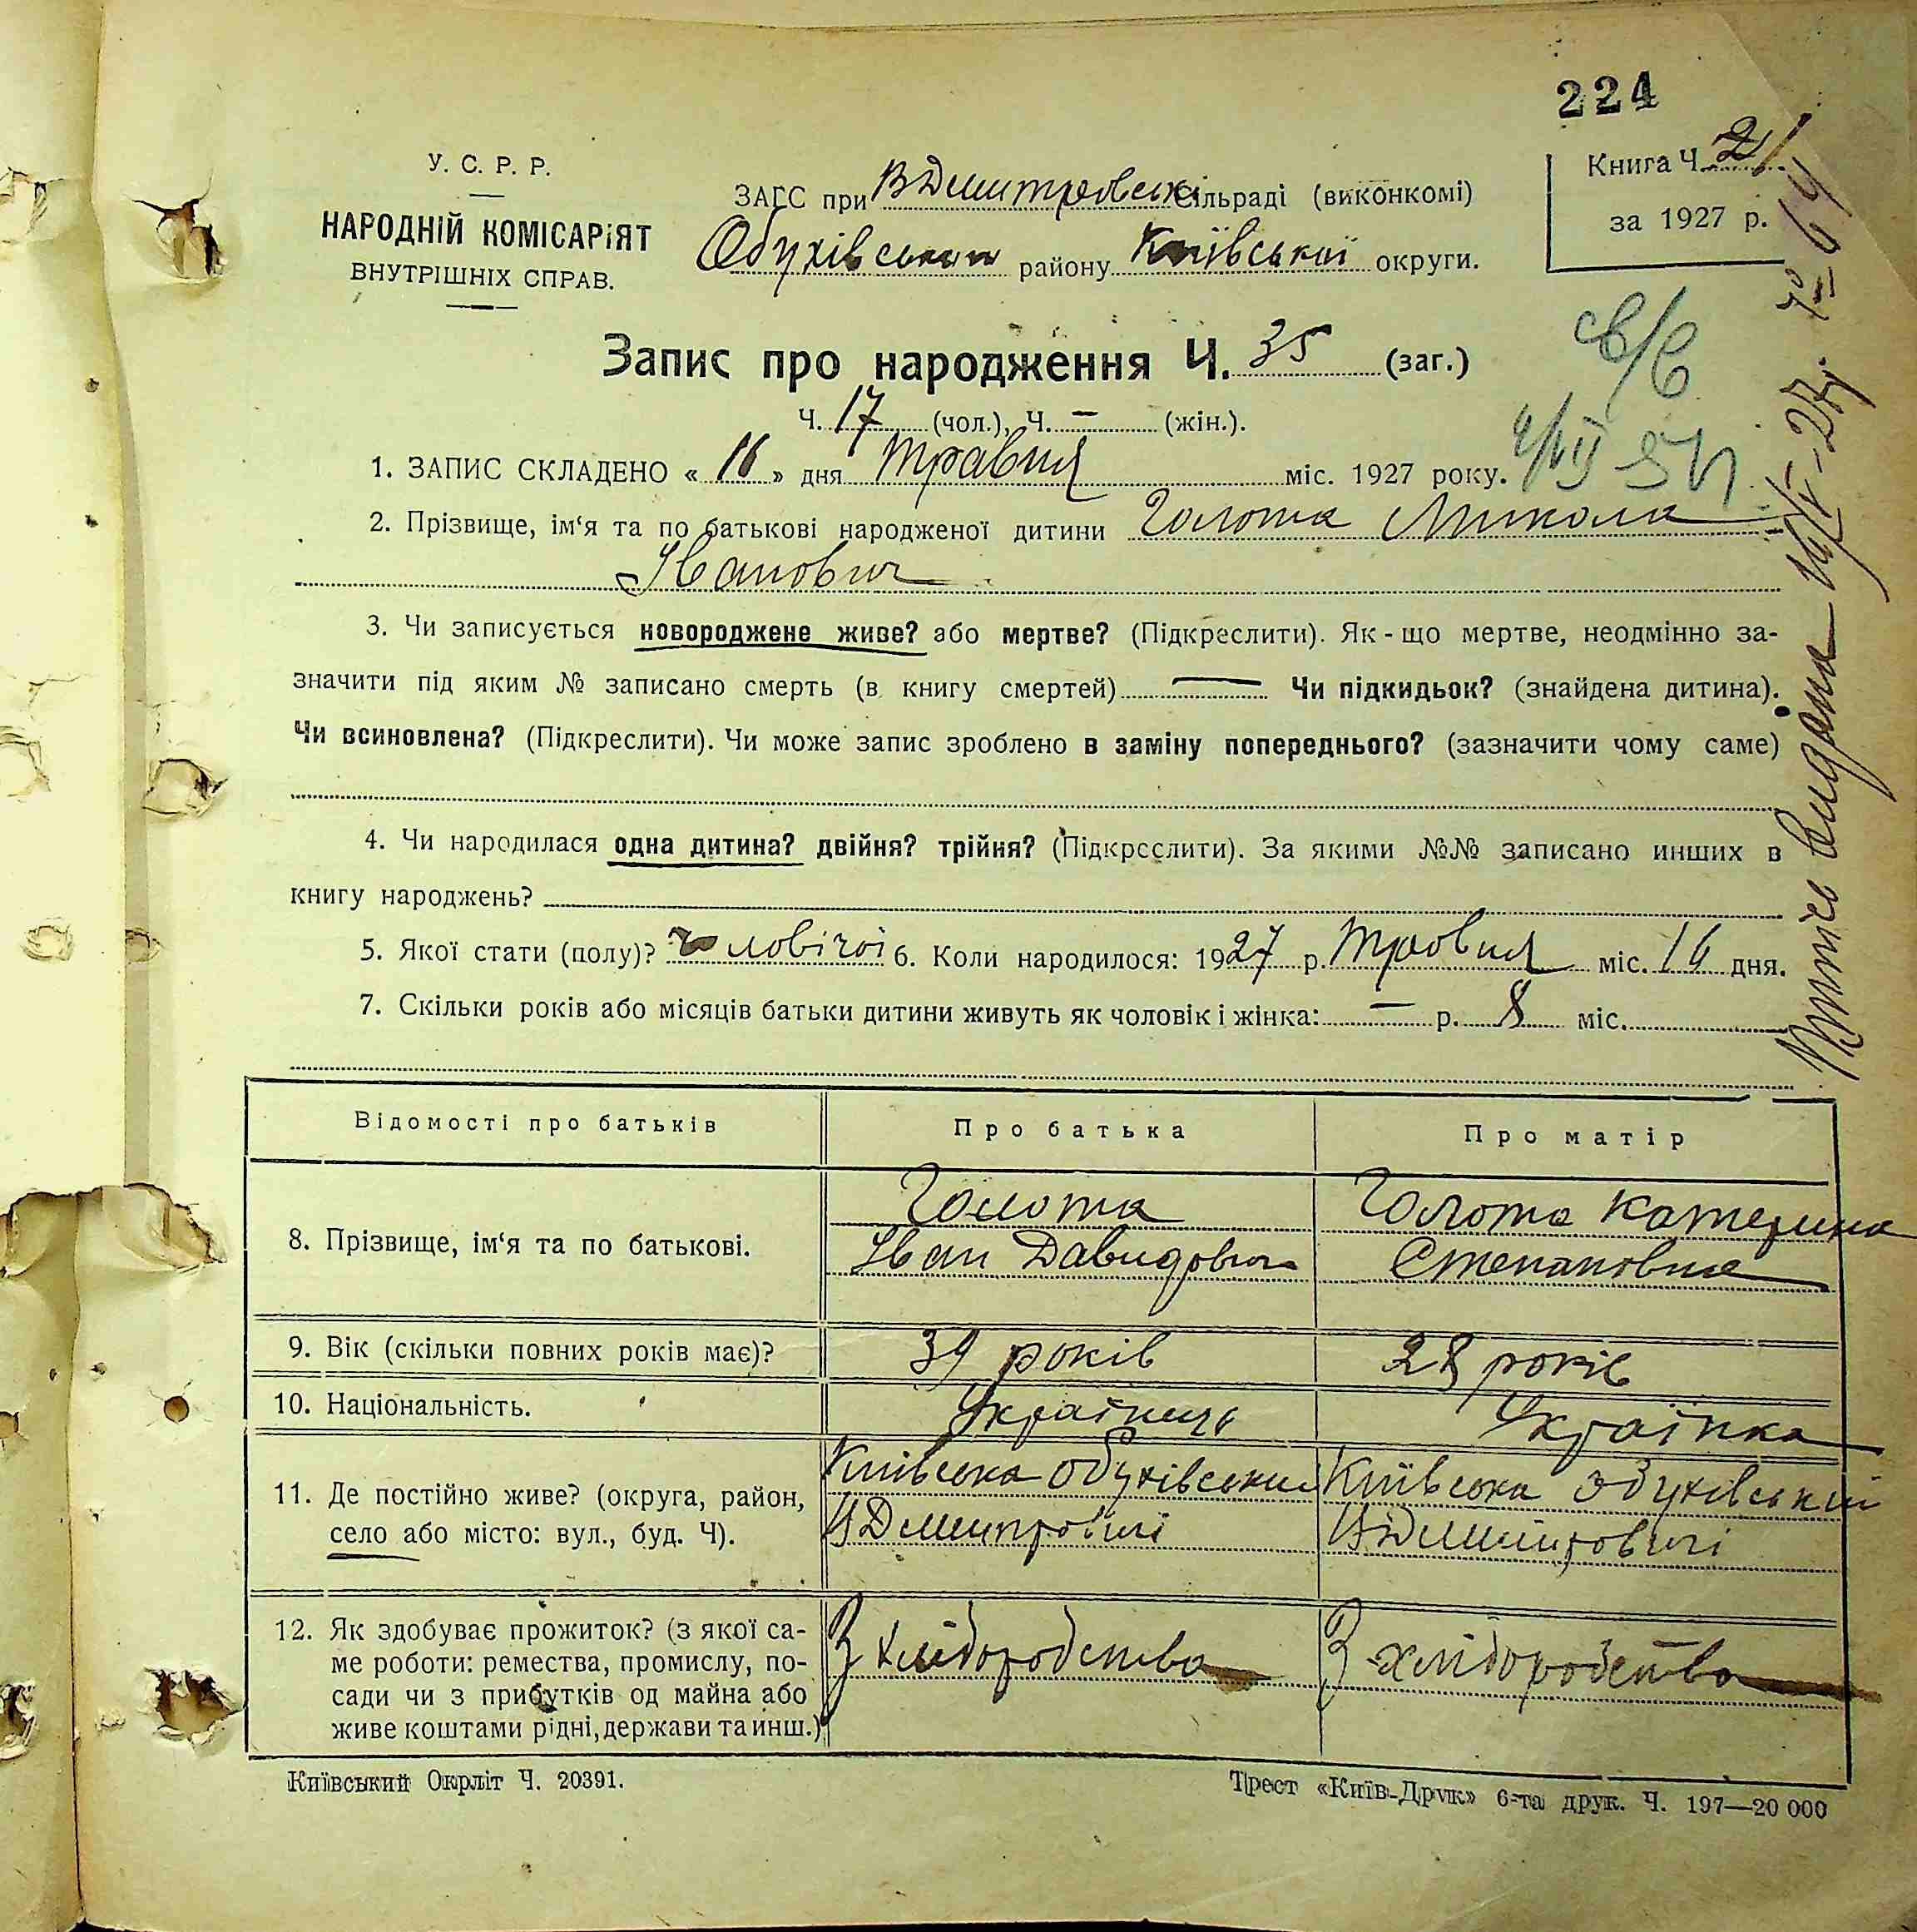 224
У. С. Р. Р.
НАРОДНІЙ КОМІСАРІЯТ
ВНУТРІШНІХ СПРАВ.
ЗАГС при В Дмитровські сільраді (виконкомі)
Обухівськии району Київської округи.
Книга Ч.
за 1927 р.
Запис про народження Ч. 35 (заг.)
Ч. 17 (чол.), Ч. — (жін.).
1. ЗАПИС СКЛАДЕНО « 16 » дня травня міс. 1927 року.
2. Прізвище, ім‘я та по батькові народженої дитини Голота Микола
Іванович
3. Чи записується новороджене живе? або мертве? (Підкреслити). Як-що мертве, неодмінно за-
значити під яким № записано смерть (в книгу смертей) — Чи підкидьок? (знайдена дитина).
Чи всиновлена? (Підкреслити). Чи може запис зроблено в заміну попереднього? (зазначити чому саме)
4. Чи народилася одна дитина? двійня? трійня? (Підкреслити). За якими №№ записано инших в
книгу народжень?
5. Якої стати (полу)? чоловічої 6. Коли народилося: 1927 р. травня міс. 16 дня.
7. Скільки років або місяців батьки дитини живуть як чоловік і жінка: — р. 8 міс.
Витяг видана
Відомості про батьків Про батька Про матір
8. Прізвище, ім‘я та по батькові.
Голота
Іван Давидович
Голота Катерина
Степановна
9. Вік (скільки повних років має)? 39 років 28 років
10. Національність. Українець Українка
11. Де постійно живе? (округа, район,
село або місто: вул., буд. Ч).
Київська Обухівський
В Дмитровичі
Київська Обухівський
В Дмитровичі
12. Як здобуває прожиток? (з якої са-
ме роботи: ремества, промислу, по-
сади чи з прибутків од майна або
живе коштами рідні, держави та инш.)
З хліборобства
З хліборобства
Київський Окрліт Ч. 20391.
Трест «Київ-Друк» 6-та друк. Ч. 197—20 000